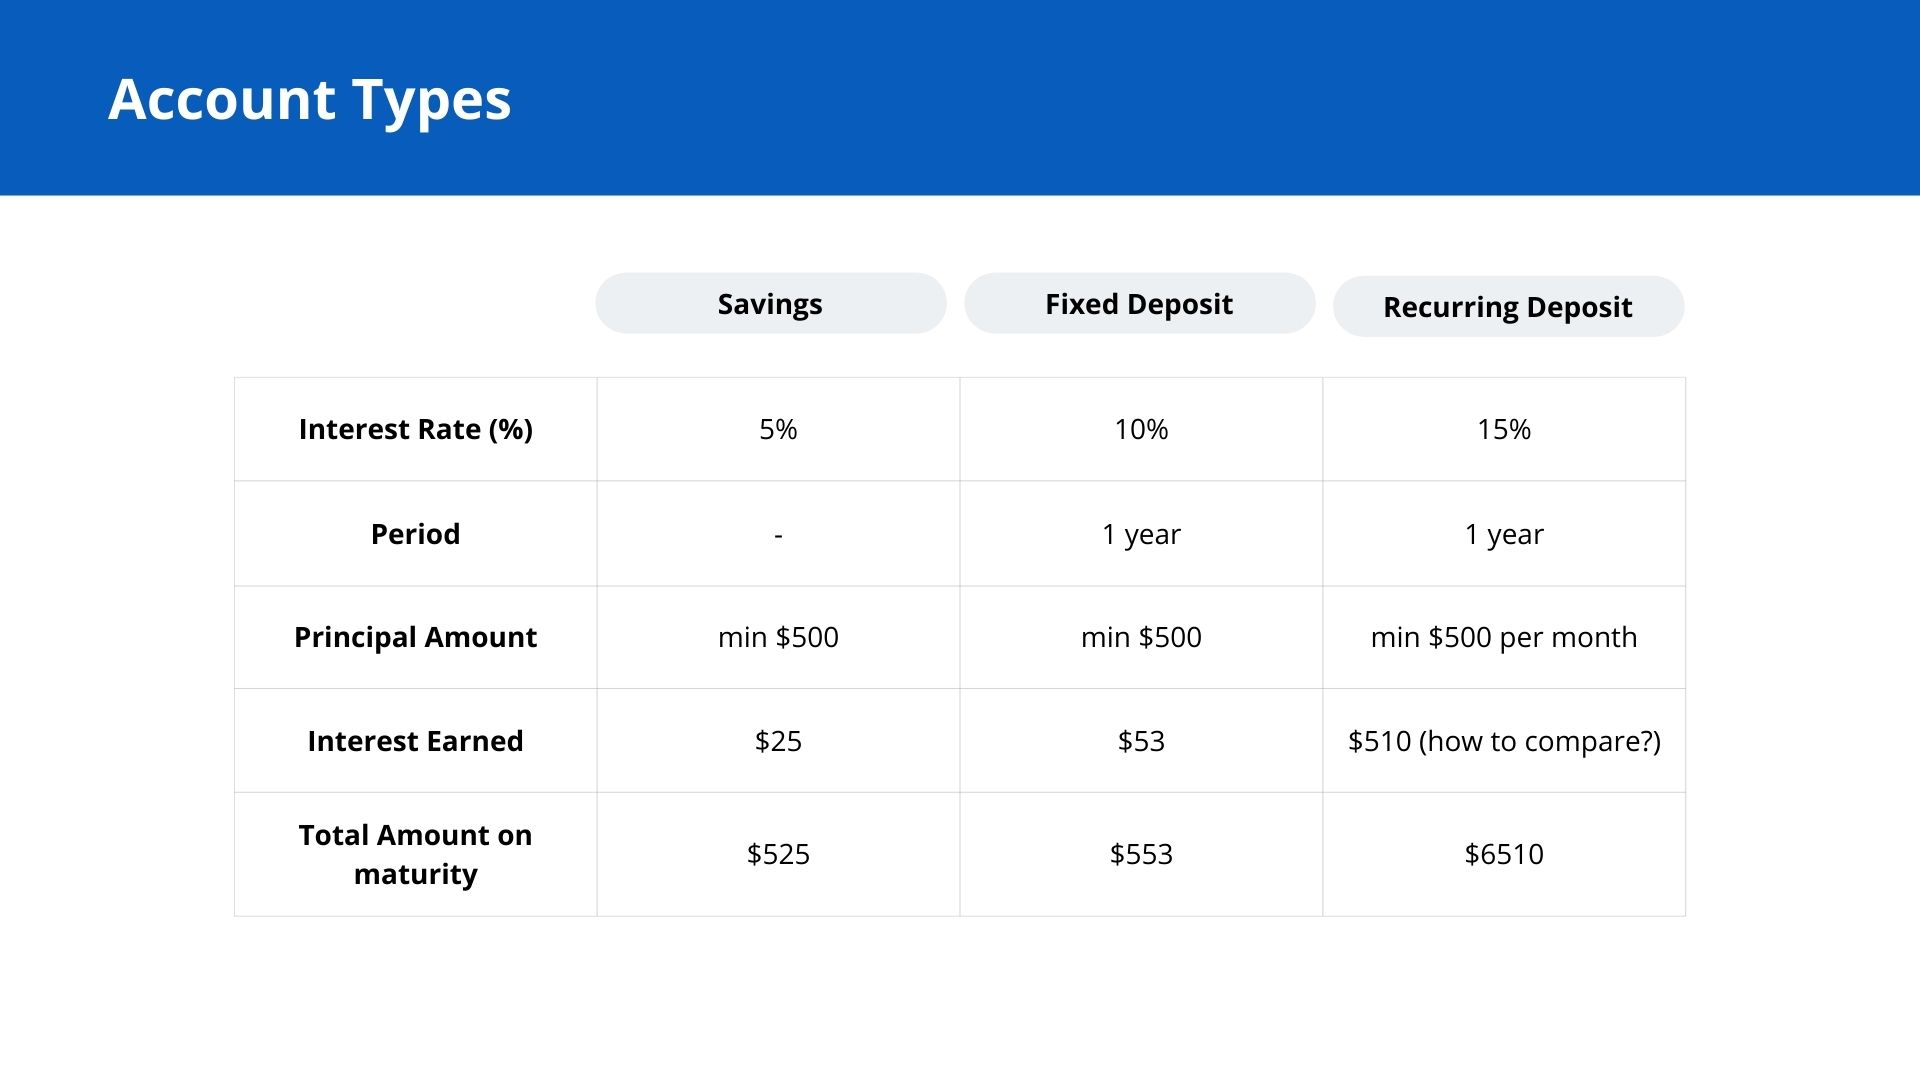 Account Types
Savings Fixed Deposit Recurring Deposit
Interest Rate (%) 5% 10% 15%
Period - 1 year 1 year
Principal Amount min $500 min $500 min $500 per month
Interest Earned $25 $53 $510 (how to compare?)
Total Amount on
maturity $525 $553 $6510